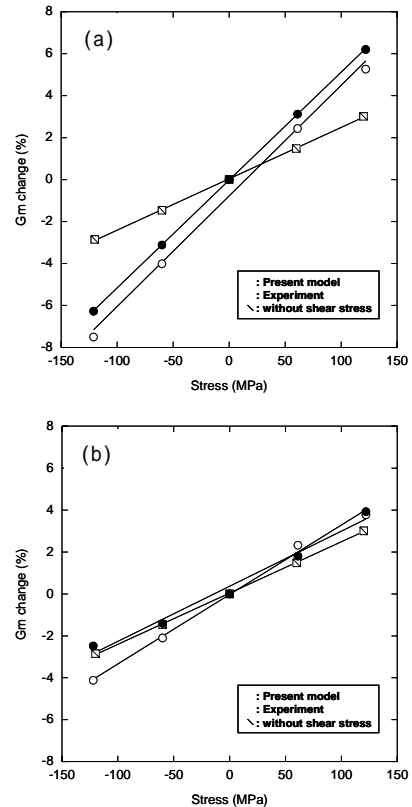 (a)
8
6
4
2
0
-2
-4
-6
-8
Gm change (%)
: Present model
: Experiment
: without shear stress
-150 -100 -50 0 50 100 150
Stress (MPa)
(b)
8
6
4
2
0
-2
-4
-6
-8
Gm change (%)
: Present model
: Experiment
: without shear stress
-150 -100 -50 0 50 100 150
Stress (MPa)